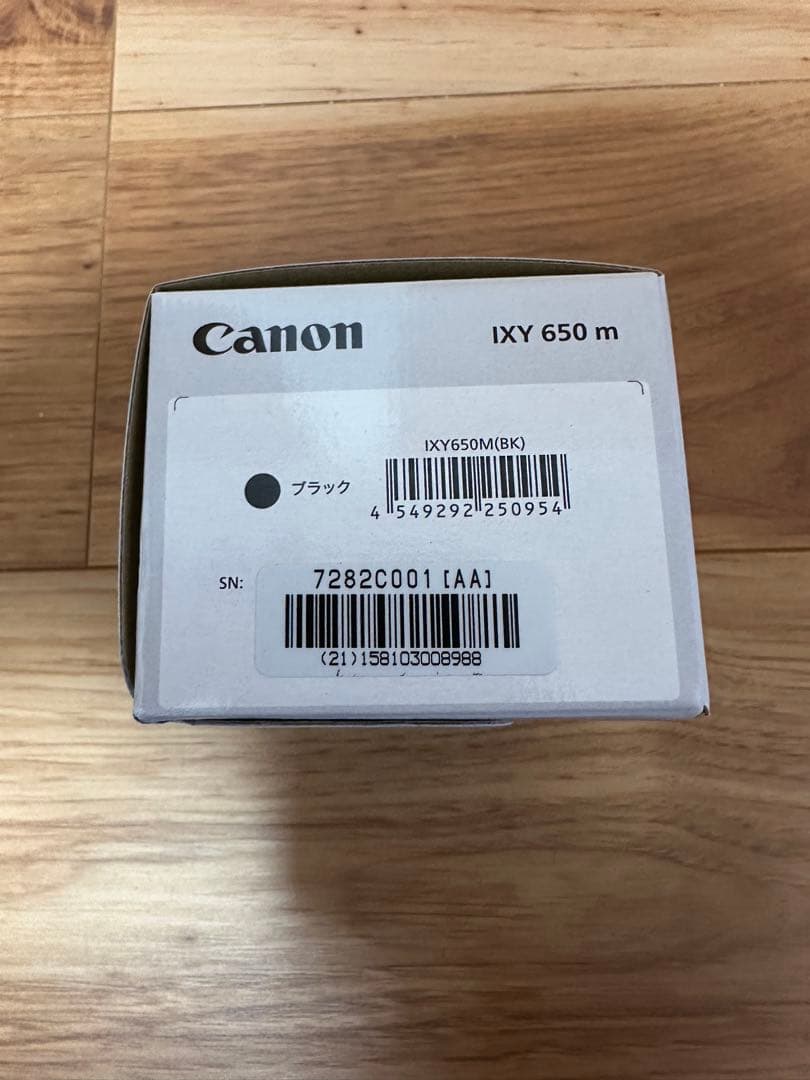 Canon IXY 650 m
IXY650M(BK)
ブラック
4 549292 250954
SN:
7282C001 [AA]
(21)158103008988